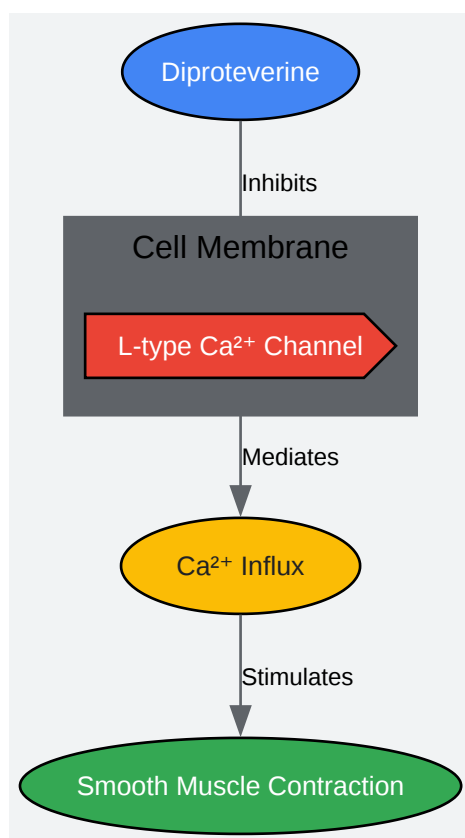 Diproteverine
Inhibits
Cell Membrane
L-type Ca²⁺ Channel
Mediates
Ca²⁺ Influx
Stimulates
Smooth Muscle Contraction